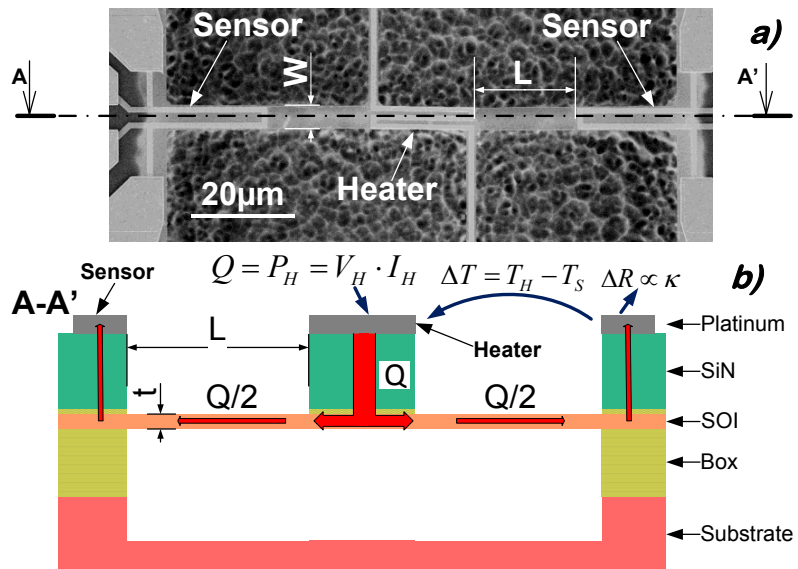 a)
Sensor
Sensor
A
W
L
A'
Heater
20μm
b)
Sensor
Q = P_H = V_H · I_H
ΔT = T_H − T_S
ΔR ∝ κ
A-A'
Platinum
L
Heater
SiN
Q
t
Q/2
Q/2
SOI
Box
Substrate